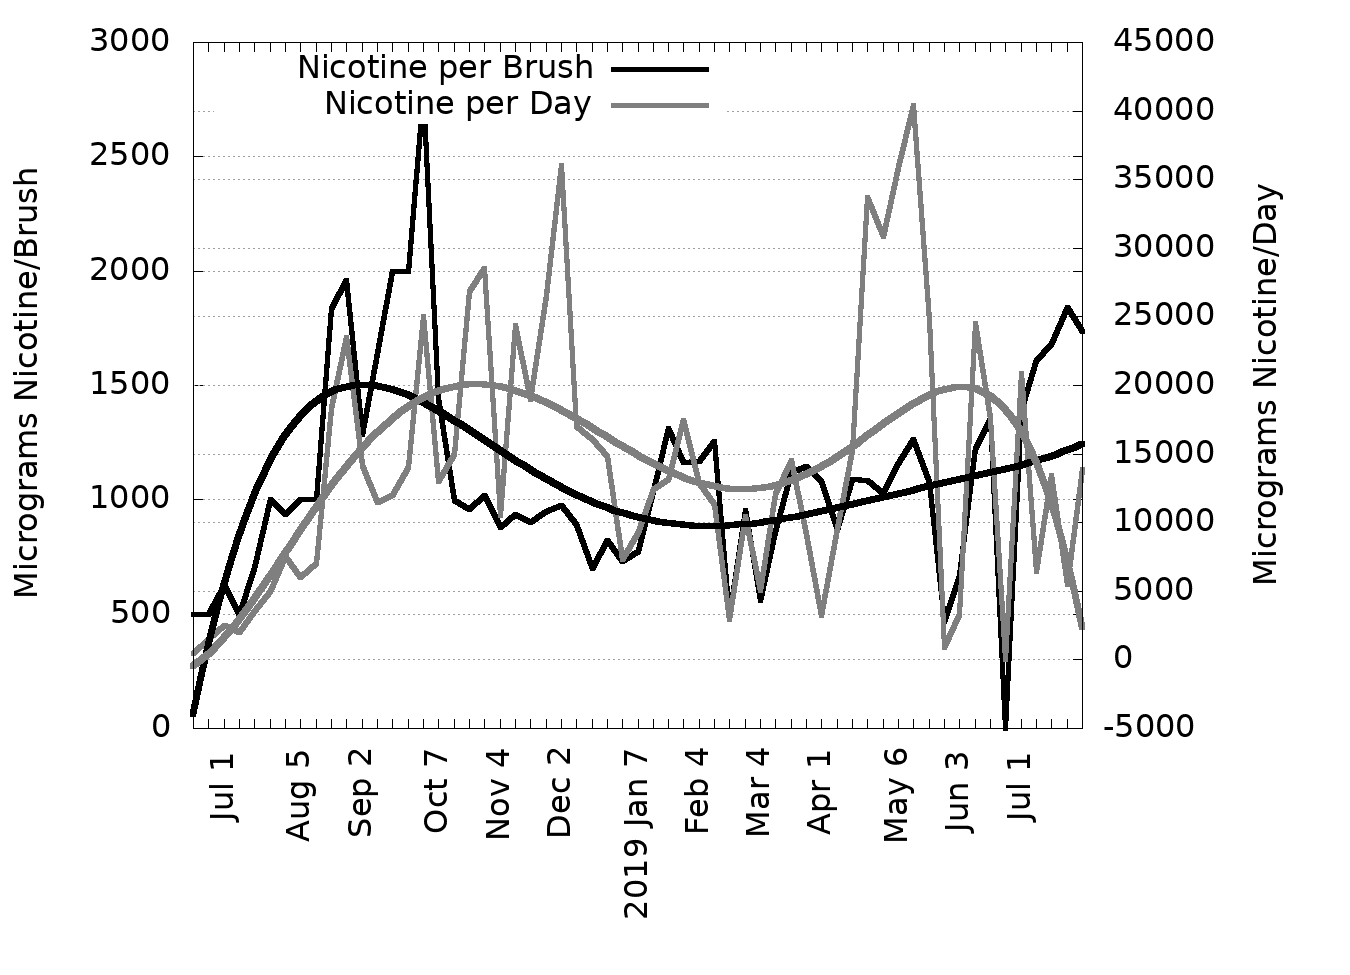 Nicotine per Brush
Nicotine per Day
3000
2500
2000
1500
1000
500
0
45000
40000
35000
30000
25000
20000
15000
10000
5000
0
-5000
Micrograms Nicotine/Brush
Micrograms Nicotine/Day
Jul 1
Aug 5
Sep 2
Oct 7
Nov 4
Dec 2
2019 Jan 7
Feb 4
Mar 4
Apr 1
May 6
Jun 3
Jul 1